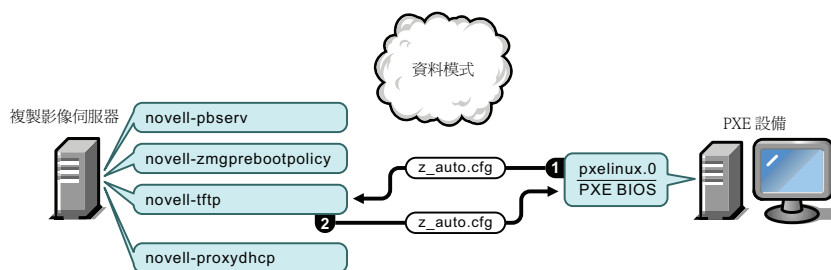 資料模式
複製影像伺服器
novell-pbserv
novell-zmgprebootpolicy
novell-tftp
novell-proxydhcp
z_auto.cfg
1
2
z_auto.cfg
pxelinux.0
PXE BIOS
PXE 設備